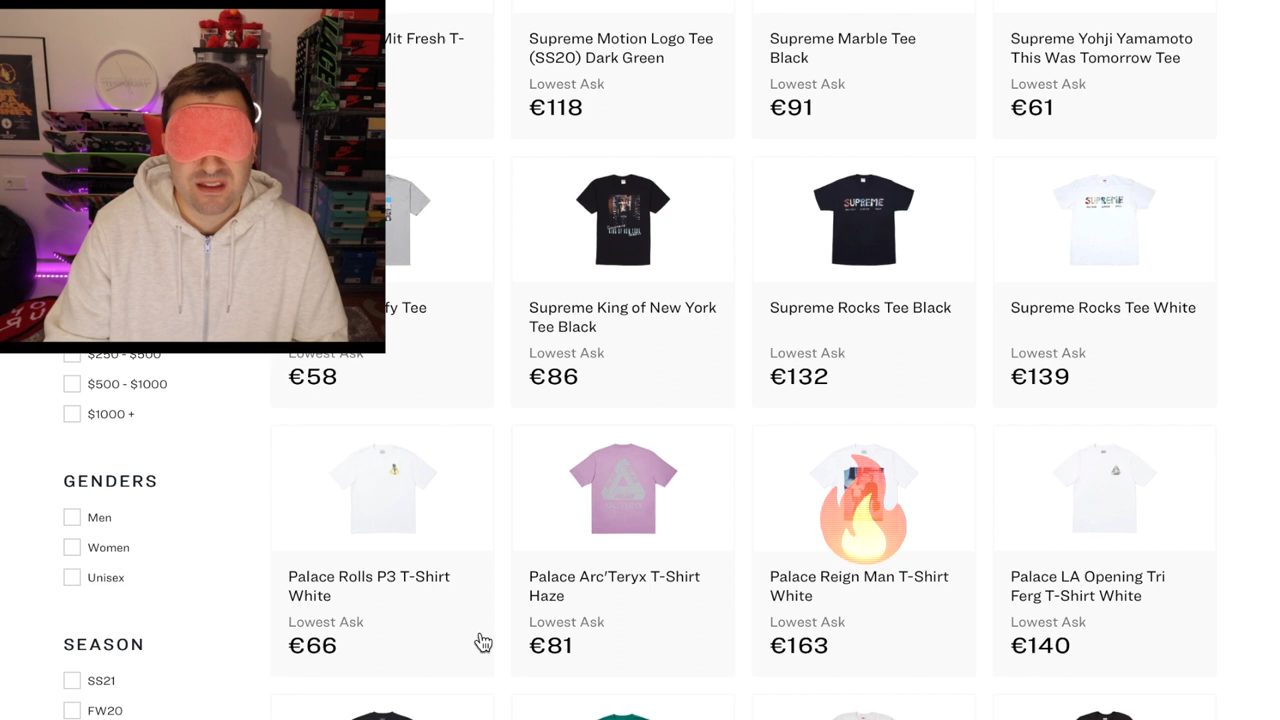 Mit Fresh T-
Supreme Motion Logo Tee
(SS20) Dark Green
Lowest Ask
€118
Supreme Marble Tee
Black
Lowest Ask
€91
Supreme Yohji Yamamoto
This Was Tomorrow Tee
Lowest Ask
€61
fy Tee
Lowest Ask
€58
Supreme King of New York
Tee Black
Lowest Ask
€86
SUPREME
Supreme Rocks Tee Black
Lowest Ask
€132
SUPREME
Supreme Rocks Tee White
Lowest Ask
€139
$250 - $500
$500 - $1000
$1000 +
GENDERS
Men
Women
Unisex
SEASON
SS21
FW20
Palace Rolls P3 T-Shirt
White
Lowest Ask
€66
Palace Arc'Teryx T-Shirt
Haze
Lowest Ask
€81
Palace Reign Man T-Shirt
White
Lowest Ask
€163
Palace LA Opening Tri
Ferg T-Shirt White
Lowest Ask
€140